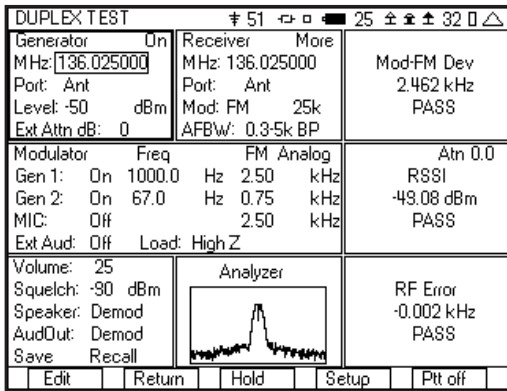 DUPLEX TEST 51 25 32
Generator On
MHz: 136.025000
Port: Ant
Level: -50 dBm
Ext Attn dB: 0
Receiver More
MHz: 136.025000
Port: Ant
Mod: FM 25k
AFBW: 0.3-5k BP
Mod-FM Dev
2.462 kHz
PASS
Modulator Freq FM Analog
Gen 1: On 1000.0 Hz 2.50 kHz
Gen 2: On 67.0 Hz 0.75 kHz
MIC: Off 2.50 kHz
Ext Aud: Off Load: High Z
Atn 0.0
RSSI
-49.08 dBm
PASS
Volume: 25
Squelch: -90 dBm
Speaker: Demod
AudOut: Demod
Save Recall
Analyzer
RF Error
-0.002 kHz
PASS
Edit Return Hold Setup Ptt off